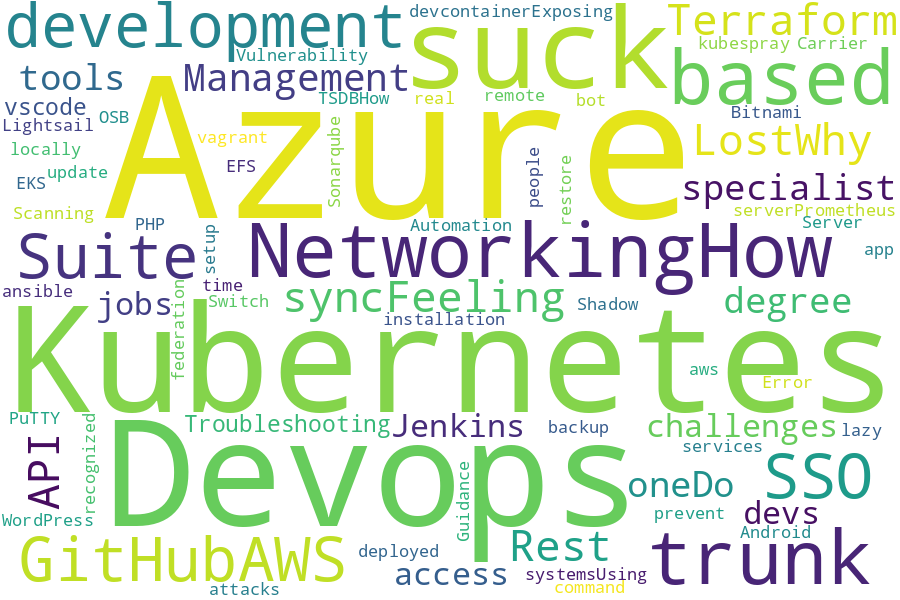 development
devcontainerExposing
suck
Terraform
kubespray
Carrier
Vulnerability
tools
Management
based
vscode
OSB
TSDBHow
real
remote
bot
Bitnami
Lightsail
Azure
vagrant
Sonarqube
LostWhy
locally
update
EFS
people
restore
EKS
specialist
Scanning
PHP
serverPrometheus
Server
Automation
Suite
setup
NetworkingHow
app
ansible
time
jobs
federation
Switch
syncFeeling
Shadow
degree
installation
Kubernetes
aws
Error
PuTTY
recognized
Troubleshooting
Jenkins
backup
challenges
lazy
services
API
Devops
Guidance
SSO
oneDo
WordPress
prevent
devs
Android
GitHubAWS
deployed
Rest
trunk
access
systemsUsing
attacks
command